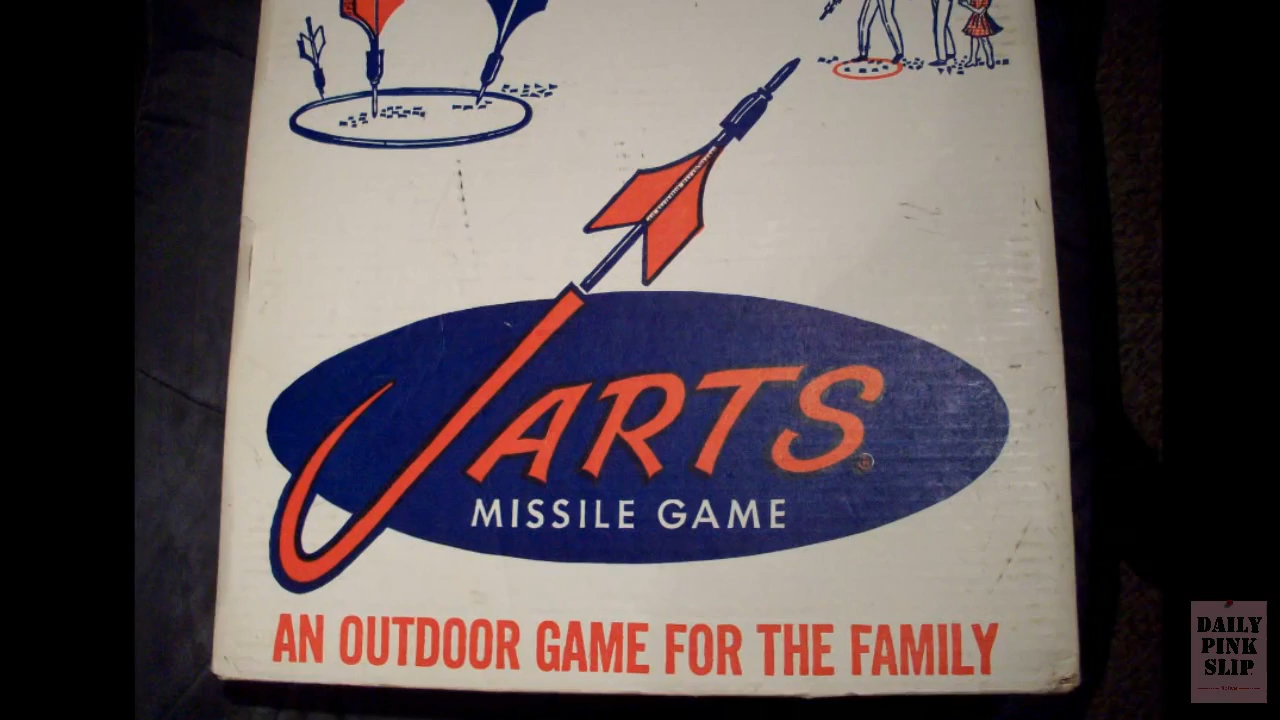 JARTS®
MISSILE GAME
AN OUTDOOR GAME FOR THE FAMILY
DAILY
PINK
SLIP